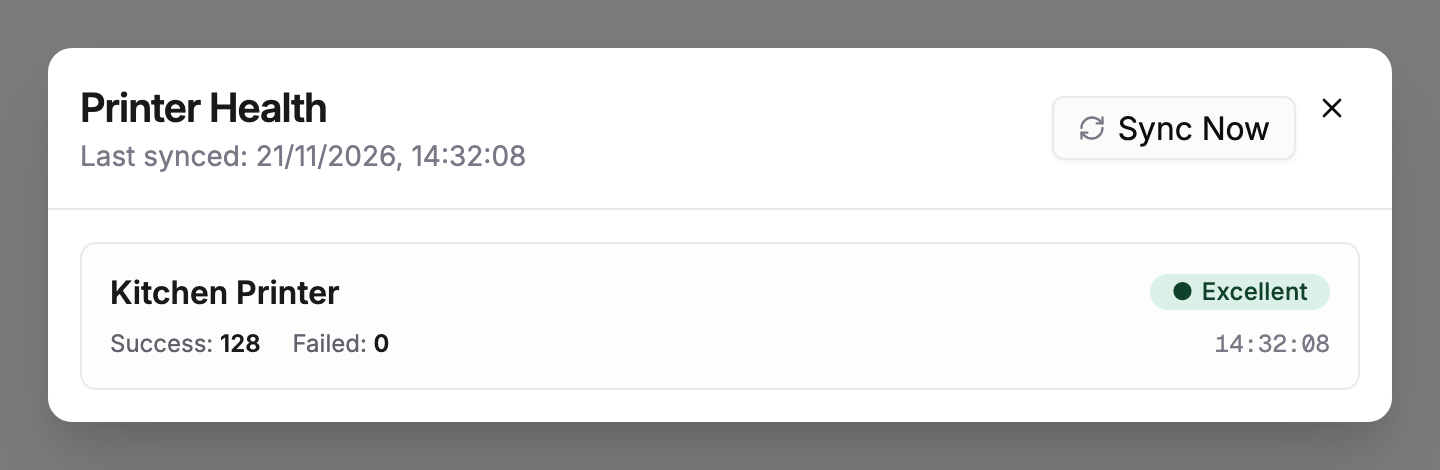 Printer Health
Last synced: 21/11/2026, 14:32:08
Sync Now
Kitchen Printer
Excellent
Success: 128 Failed: 0
14:32:08